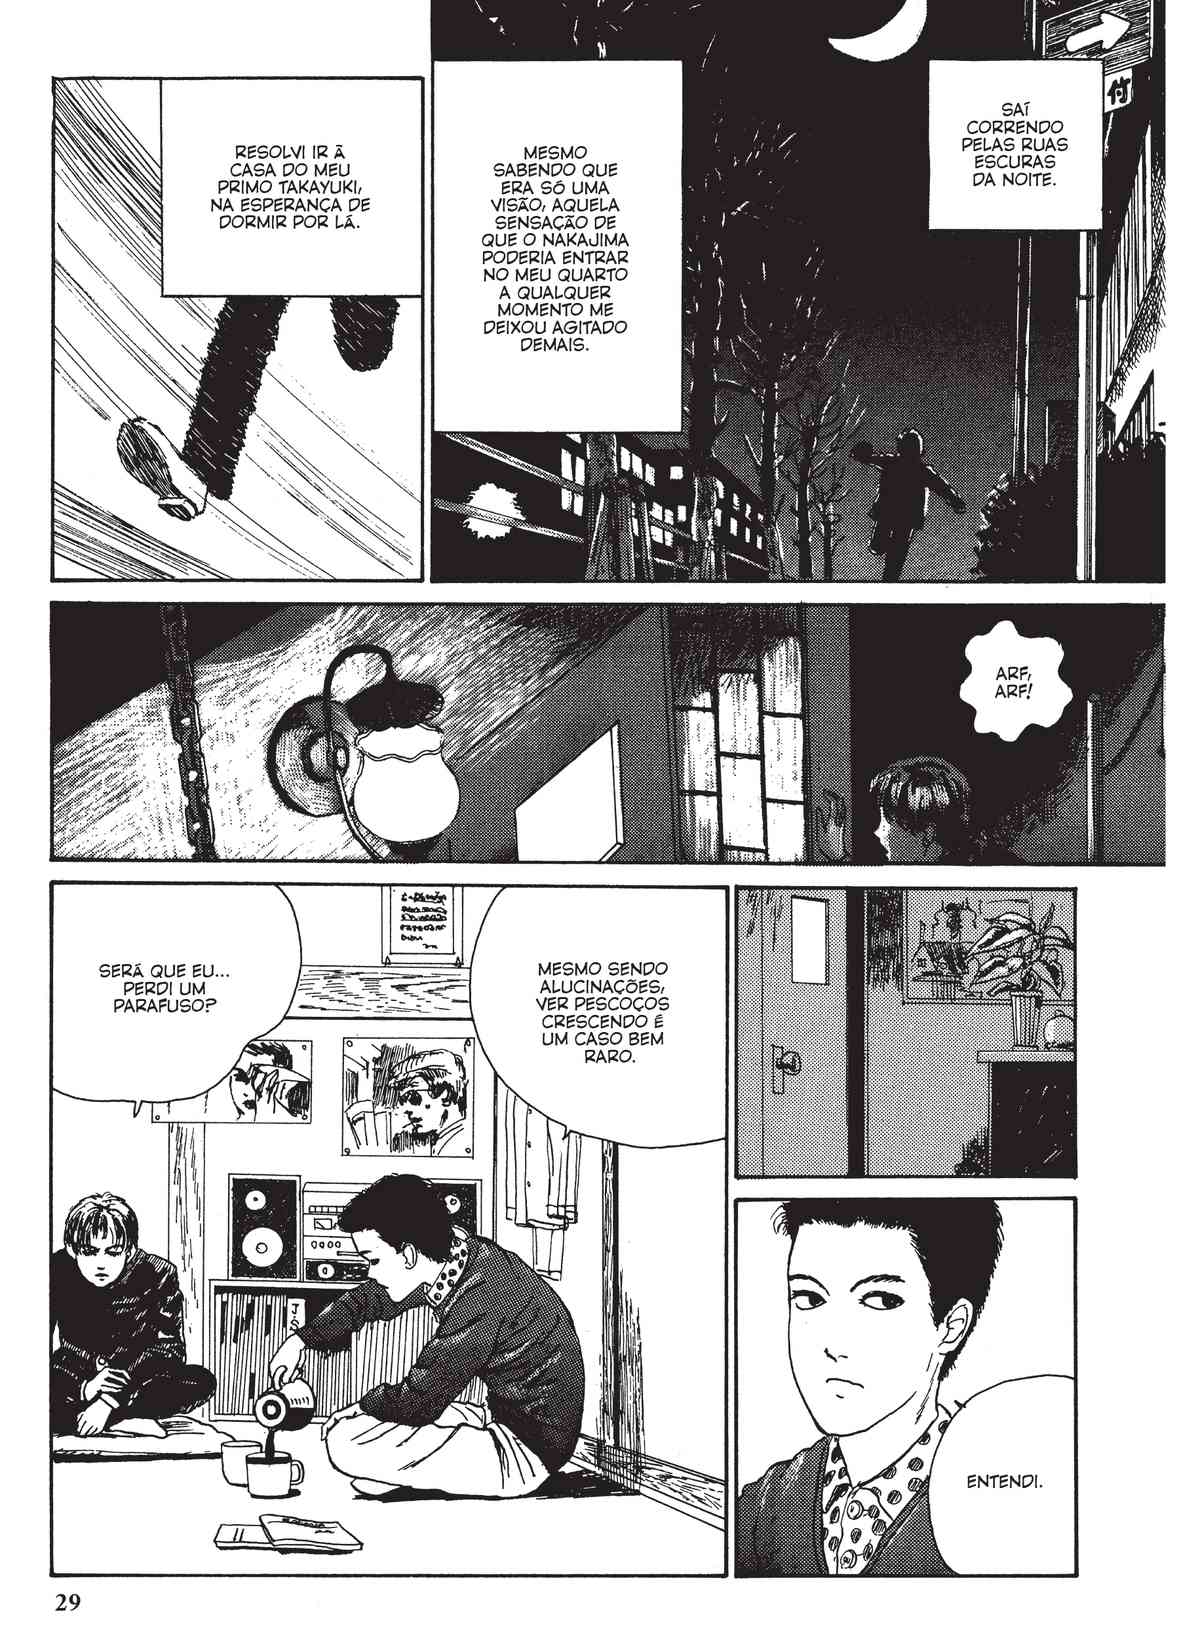 SAÍ
CORRENDO
PELAS RUAS
ESCURAS
DA NOITE.
付
MESMO
SABENDO QUE
ERA SÓ UMA
VISÃO, AQUELA
SENSAÇÃO DE
QUE O NAKAJIMA
PODERIA ENTRAR
NO MEU QUARTO
A QUALQUER
MOMENTO ME
DEIXOU AGITADO
DEMAIS.
RESOLVI IR À
CASA DO MEU
PRIMO TAKAYUKI,
NA ESPERANÇA DE
DORMIR POR LÁ.
ARF,
ARF!
ENTENDI.
MESMO SENDO
ALUCINAÇÕES,
VER PESCOÇOS
CRESCENDO É
UM CASO BEM
RARO.
SERÁ QUE EU...
PERDI UM
PARAFUSO?
29